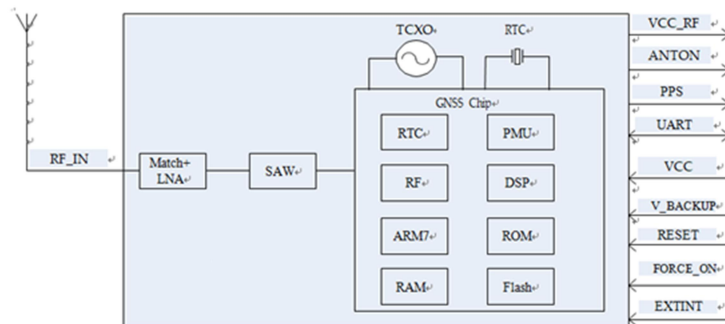 TCXO
RTC
GNSS Chip
RTC
PMU
RF
DSP
ARM7
ROM
RAM
Flash
RF_IN
Match+
LNA
SAW
VCC_RF
ANTON
PPS
UART
VCC
V_BACKUP
RESET
FORCE_ON
EXTINT